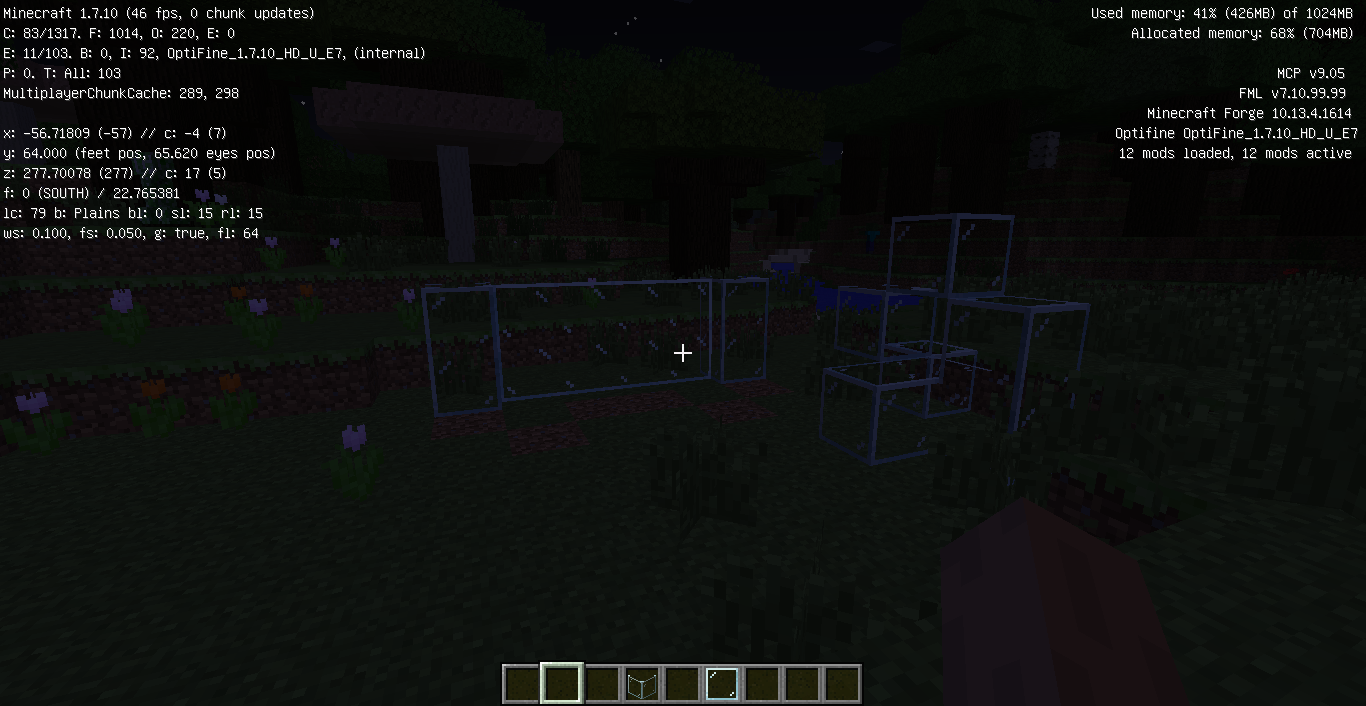 Minecraft 1.7.10 (46 fps, 0 chunk updates)
C: 83/1317. F: 1014, O: 220, E: 0
E: 11/103. B: 0, I: 92, OptiFine_1.7.10_HD_U_E7, (internal)
P: 0. T: All: 103
MultiplayerChunkCache: 289, 298
x: -56.71809 (-57) // c: -4 (7)
y: 64.000 (feet pos, 65.620 eyes pos)
z: 277.70078 (277) // c: 17 (5)
f: 0 (SOUTH) / 22.765381
lc: 79 b: Plains bl: 0 sl: 15 rl: 15
ws: 0.100, fs: 0.050, g: true, fl: 64
Used memory: 41% (426MB) of 1024MB
Allocated memory: 68% (704MB)
MCP v9.05
FML v7.10.99.99
Minecraft Forge 10.13.4.1614
Optifine OptiFine_1.7.10_HD_U_E7
12 mods loaded, 12 mods active